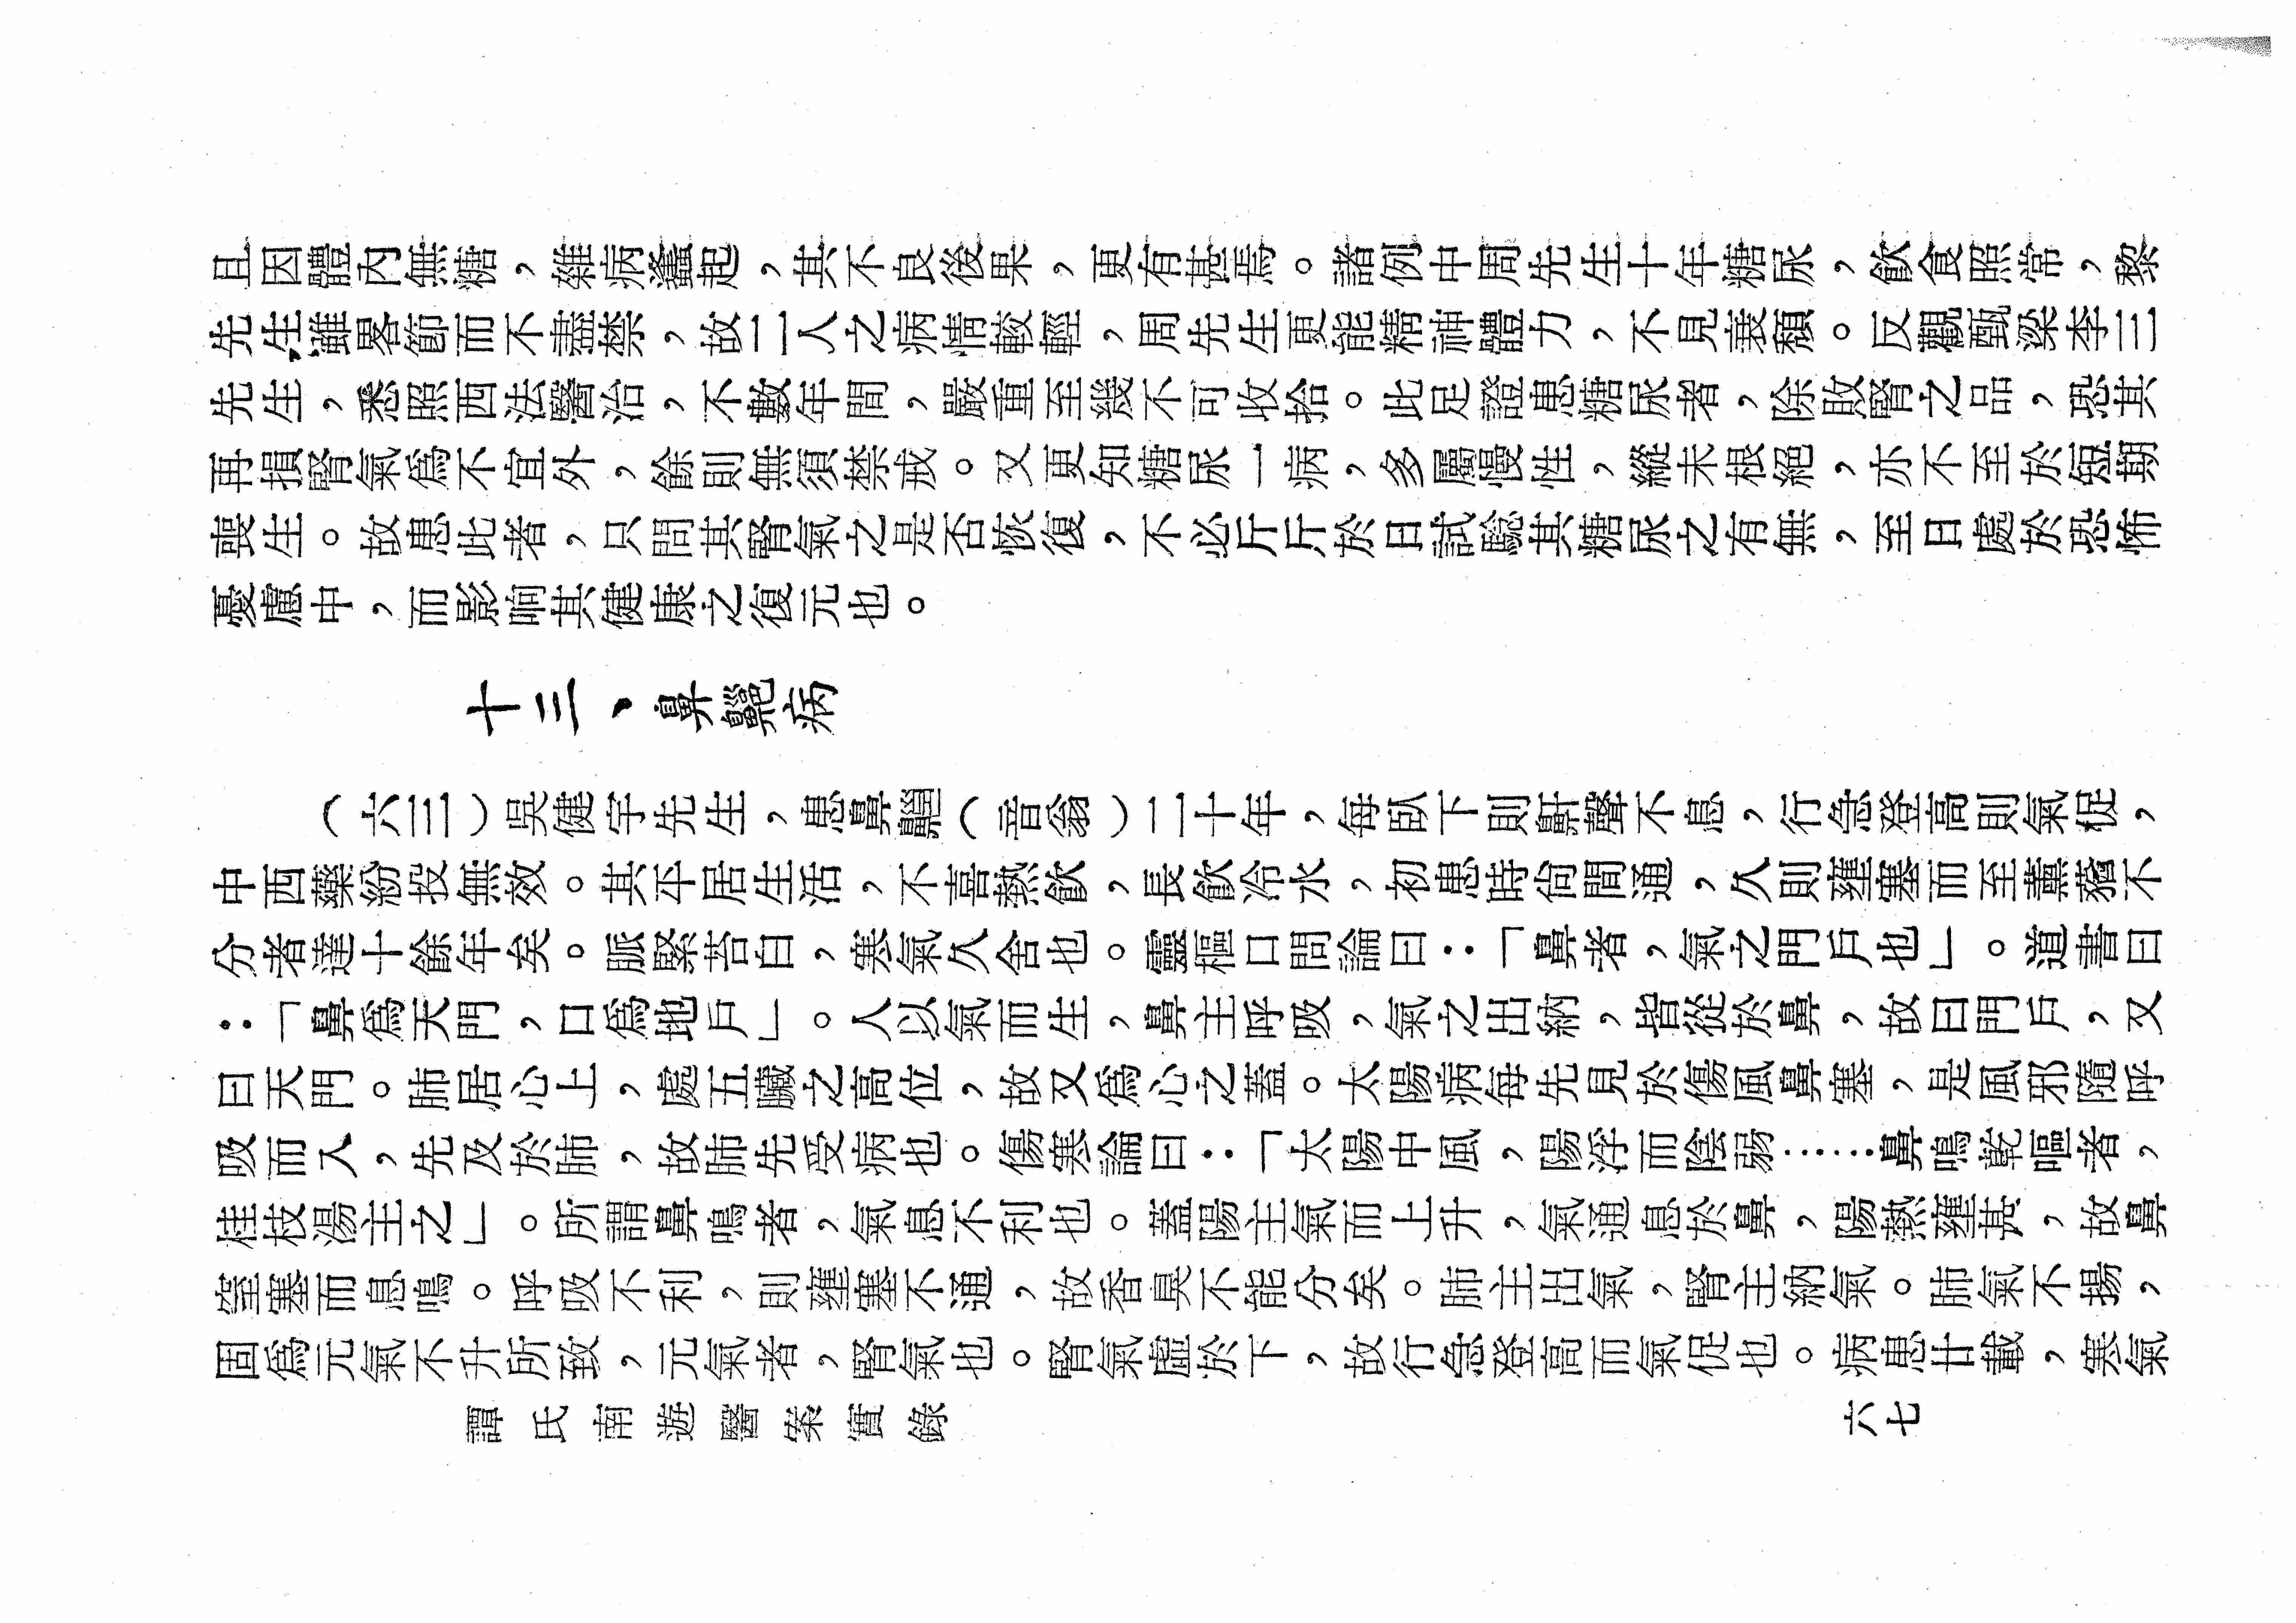 且因體內無糖，雜病蠭起，其不良後果，更有甚焉。諸例中周先生十年糖尿，飲食照常，黎
先生雖畧節而不盡禁，故二人之病情較輕，周先生更能精神體力，不見衰頹。反觀甄梁李三
先生，悉照西法醫治，不數年間，嚴重至幾不可收拾。此足證患糖尿者，除敗腎之品，恐其
再損腎氣爲不宜外，餘則無須禁戒。又更知糖尿一病，多屬慢性，縱未根絕，亦不至於短期
喪生。故患此者，只問其腎氣之是否恢復，不必斤斤於日試驗其糖尿之有無，至日處於恐怖
憂慮中，而影响其健康之復元也。
十三、鼻齆病
（六三）吳健宇先生，患鼻齆（音翁）二十年，每臥下則鼾聲不息，行急登高則氣促，
中西藥紛投無效。其平居生活，不喜熱飲，長飲冷水，初患時尙間通，久則壅塞而至薰蕕不
分者達十餘年矣。脈緊苔白，寒氣久舍也。靈樞口問論曰：「鼻者，氣之門戶也」。道書曰
：「鼻爲天門，口爲地戶」。人以氣而生，鼻主呼吸，氣之出納，皆從於鼻，故曰門戶，又
曰天門。肺居心上，處五臟之高位，故又爲心之蓋。太陽病每先見於傷風鼻塞，是風邪隨呼
吸而入，先及於肺，故肺先受病也。傷寒論曰：「太陽中風，陽浮而陰弱……鼻鳴乾嘔者，
桂枝湯主之」。所謂鼻鳴者，氣息不利也。蓋陽主氣而上升，氣通息於鼻，陽熱壅甚，故鼻
窒塞而息鳴。呼吸不利，則壅塞不通，故香臭不能分矣。肺主出氣，腎主納氣。肺氣不揚，
固爲元氣不升所致，元氣者，腎氣也。腎氣虛於下，故行急登高而氣促也。病患廿載，寒氣
譚氏南遊醫案實錄
六七